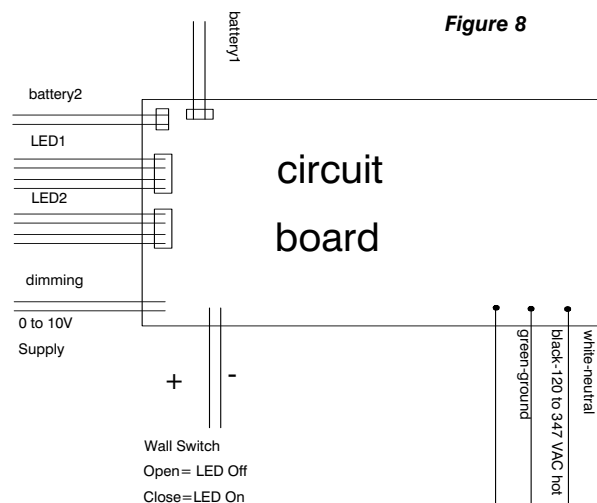 Figure 8
battery1
battery2
LED1
LED2
circuit
board
dimming
0 to 10V
Supply
+ -
Wall Switch
Open= LED Off
Close=LED On
green-ground
black-120 to 347 VAC hot
white-neutral